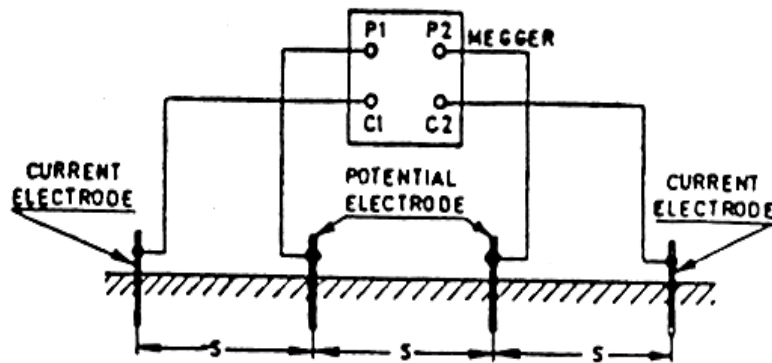 P1 P2 MEGGER
C1 C2
CURRENT ELECTRODE
POTENTIAL ELECTRODE
CURRENT ELECTRODE
S S S